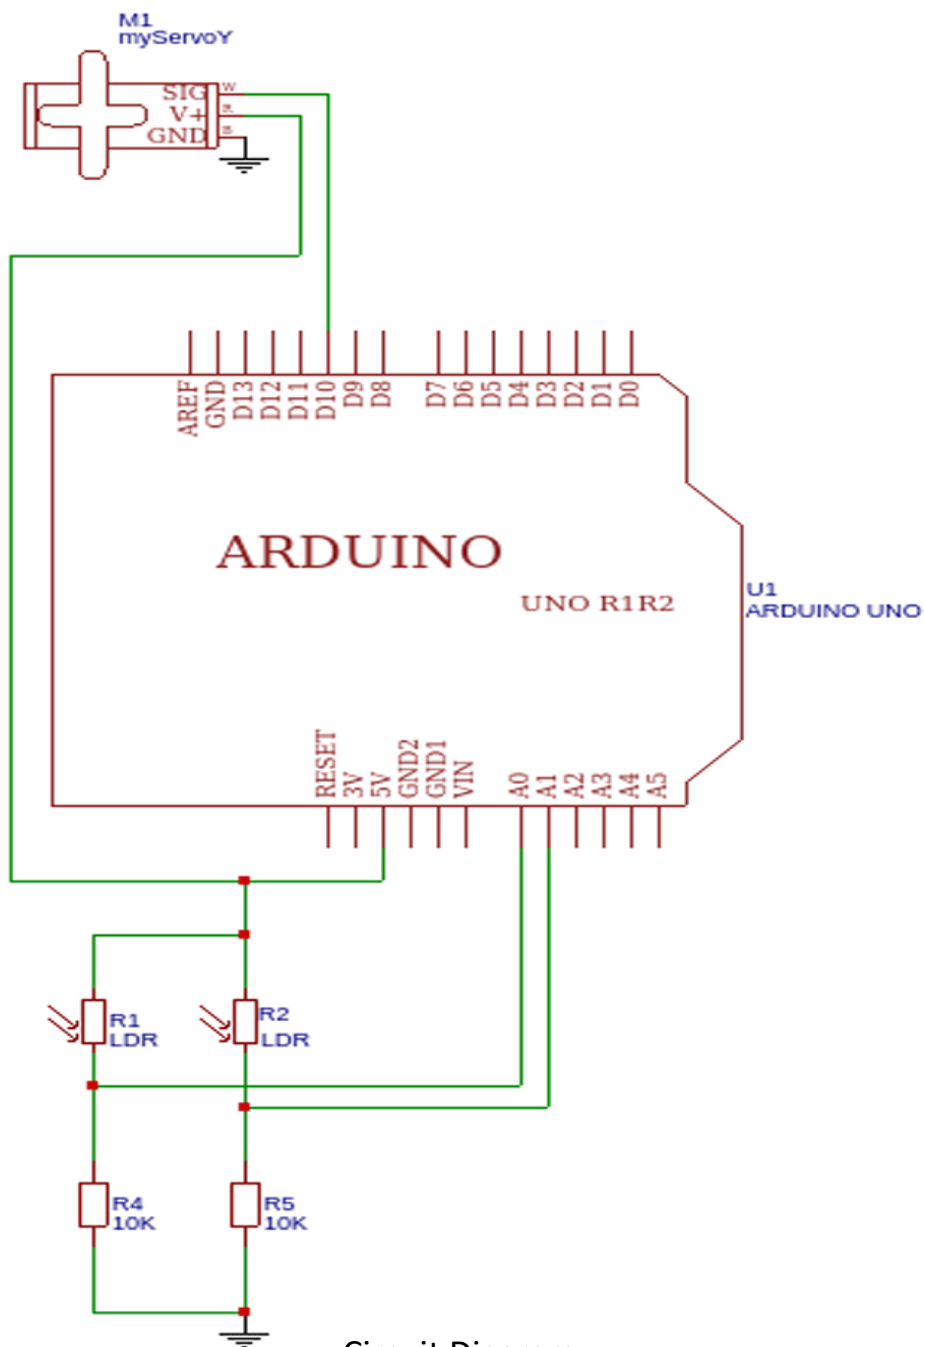 M1
myServoY
SIG W
V+ R
GND B
AREF GND D13 D12 D11 D10 D9 D8 D7 D6 D5 D4 D3 D2 D1 D0
ARDUINO
UNO R1R2
U1
ARDUINO UNO
RESET 3V 5V GND2 GND1 VIN A0 A1 A2 A3 A4 A5
R1
LDR
R2
LDR
R4
10K
R5
10K
Circuit Diagram